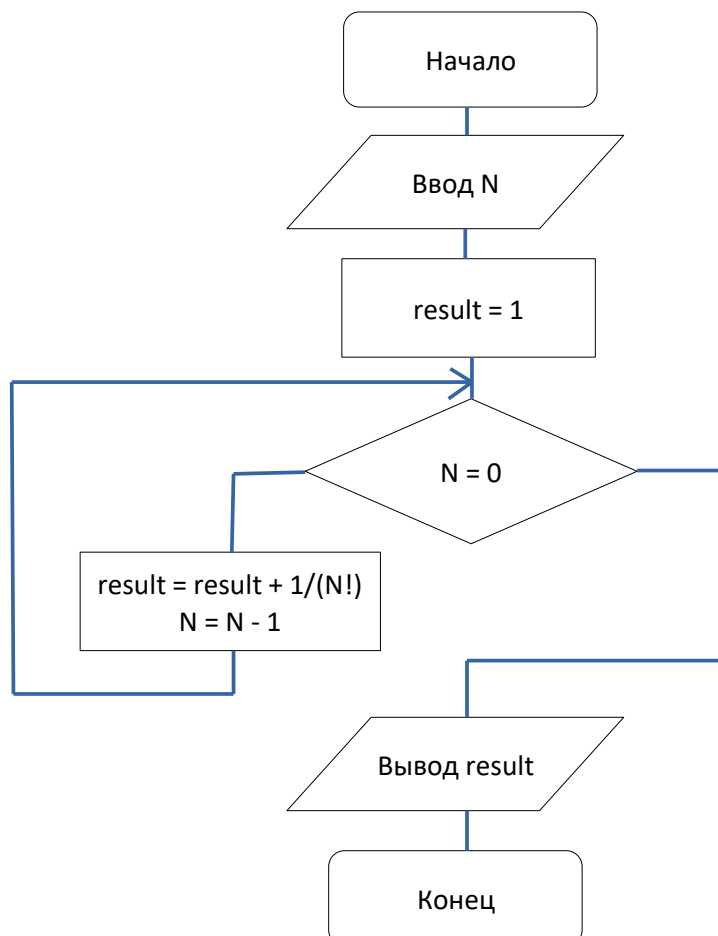 Начало
Ввод N
result = 1
N = 0
result = result + 1/(N!)
N = N - 1
Вывод result
Конец